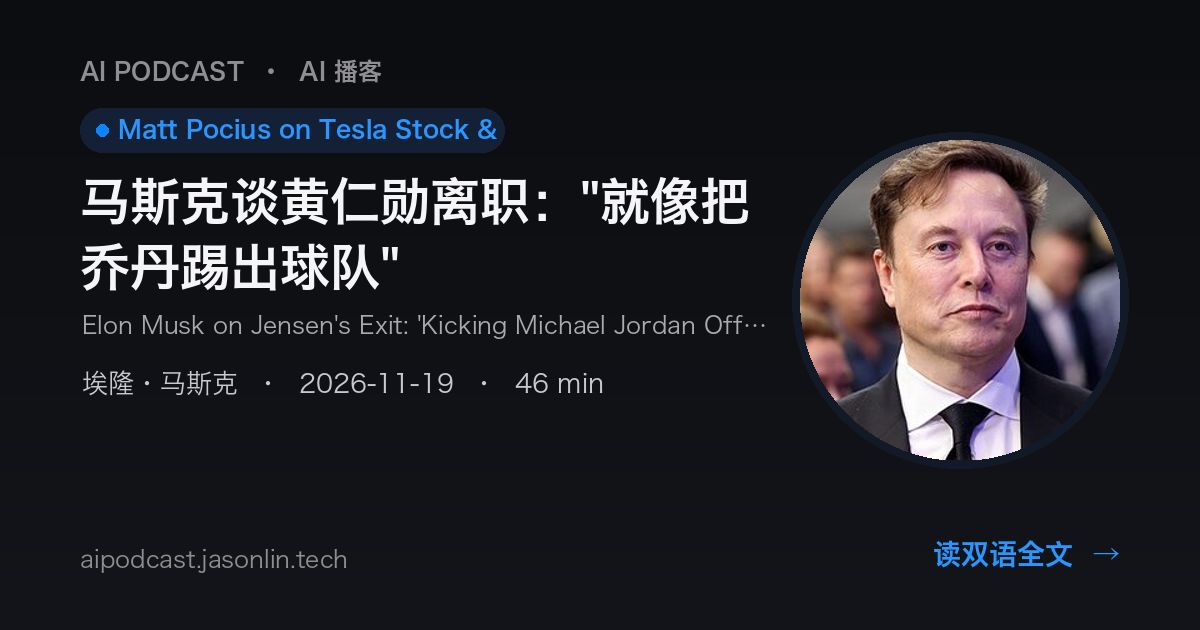 AI PODCAST · AI 播客
Matt Pocius on Tesla Stock &
马斯克谈黄仁勋离职："就像把
乔丹踢出球队"
Elon Musk on Jensen's Exit: 'Kicking Michael Jordan Off…
埃隆·马斯克 · 2026-11-19 · 46 min
aipodcast.jasonlin.tech
读双语全文 →